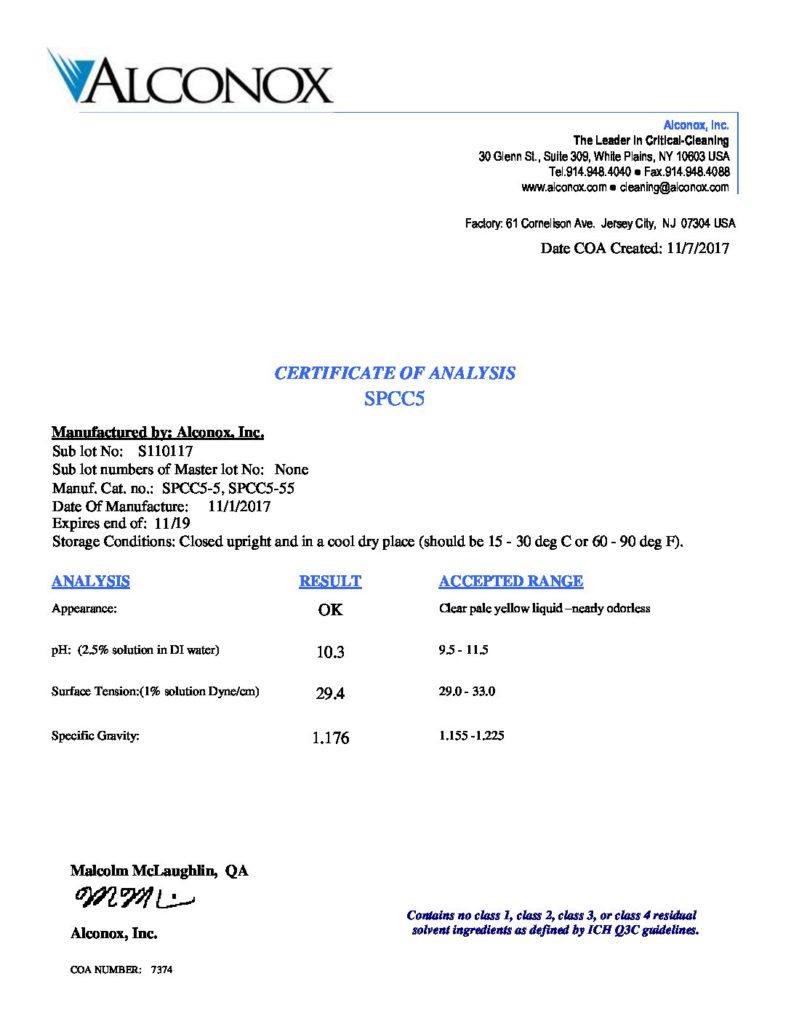 ALCONOX
Alconox, Inc.
The Leader in Critical-Cleaning
30 Glenn St., Suite 309, White Plains, NY 10603 USA
Tel.914.948.4040 ● Fax.914.948.4088
www.alconox.com ● cleaning@alconox.com
Factory: 61 Cornelison Ave. Jersey City, NJ 07304 USA
Date COA Created: 11/7/2017
CERTIFICATE OF ANALYSIS
SPCC5
Manufactured by: Alconox, Inc.
Sub lot No: S110117
Sub lot numbers of Master lot No: None
Manuf. Cat. no.: SPCC5-5, SPCC5-55
Date Of Manufacture: 11/1/2017
Expires end of: 11/19
Storage Conditions: Closed upright and in a cool dry place (should be 15 - 30 deg C or 60 - 90 deg F).
ANALYSIS RESULT ACCEPTED RANGE
Appearance: OK Clear pale yellow liquid –nearly odorless
pH: (2.5% solution in DI water) 10.3 9.5 - 11.5
Surface Tension:(1% solution Dyne/cm) 29.4 29.0 - 33.0
Specific Gravity: 1.176 1.155 -1.225
Malcolm McLaughlin, QA
Alconox, Inc.
Contains no class 1, class 2, class 3, or class 4 residual
solvent ingredients as defined by ICH Q3C guidelines.
COA NUMBER: 7374